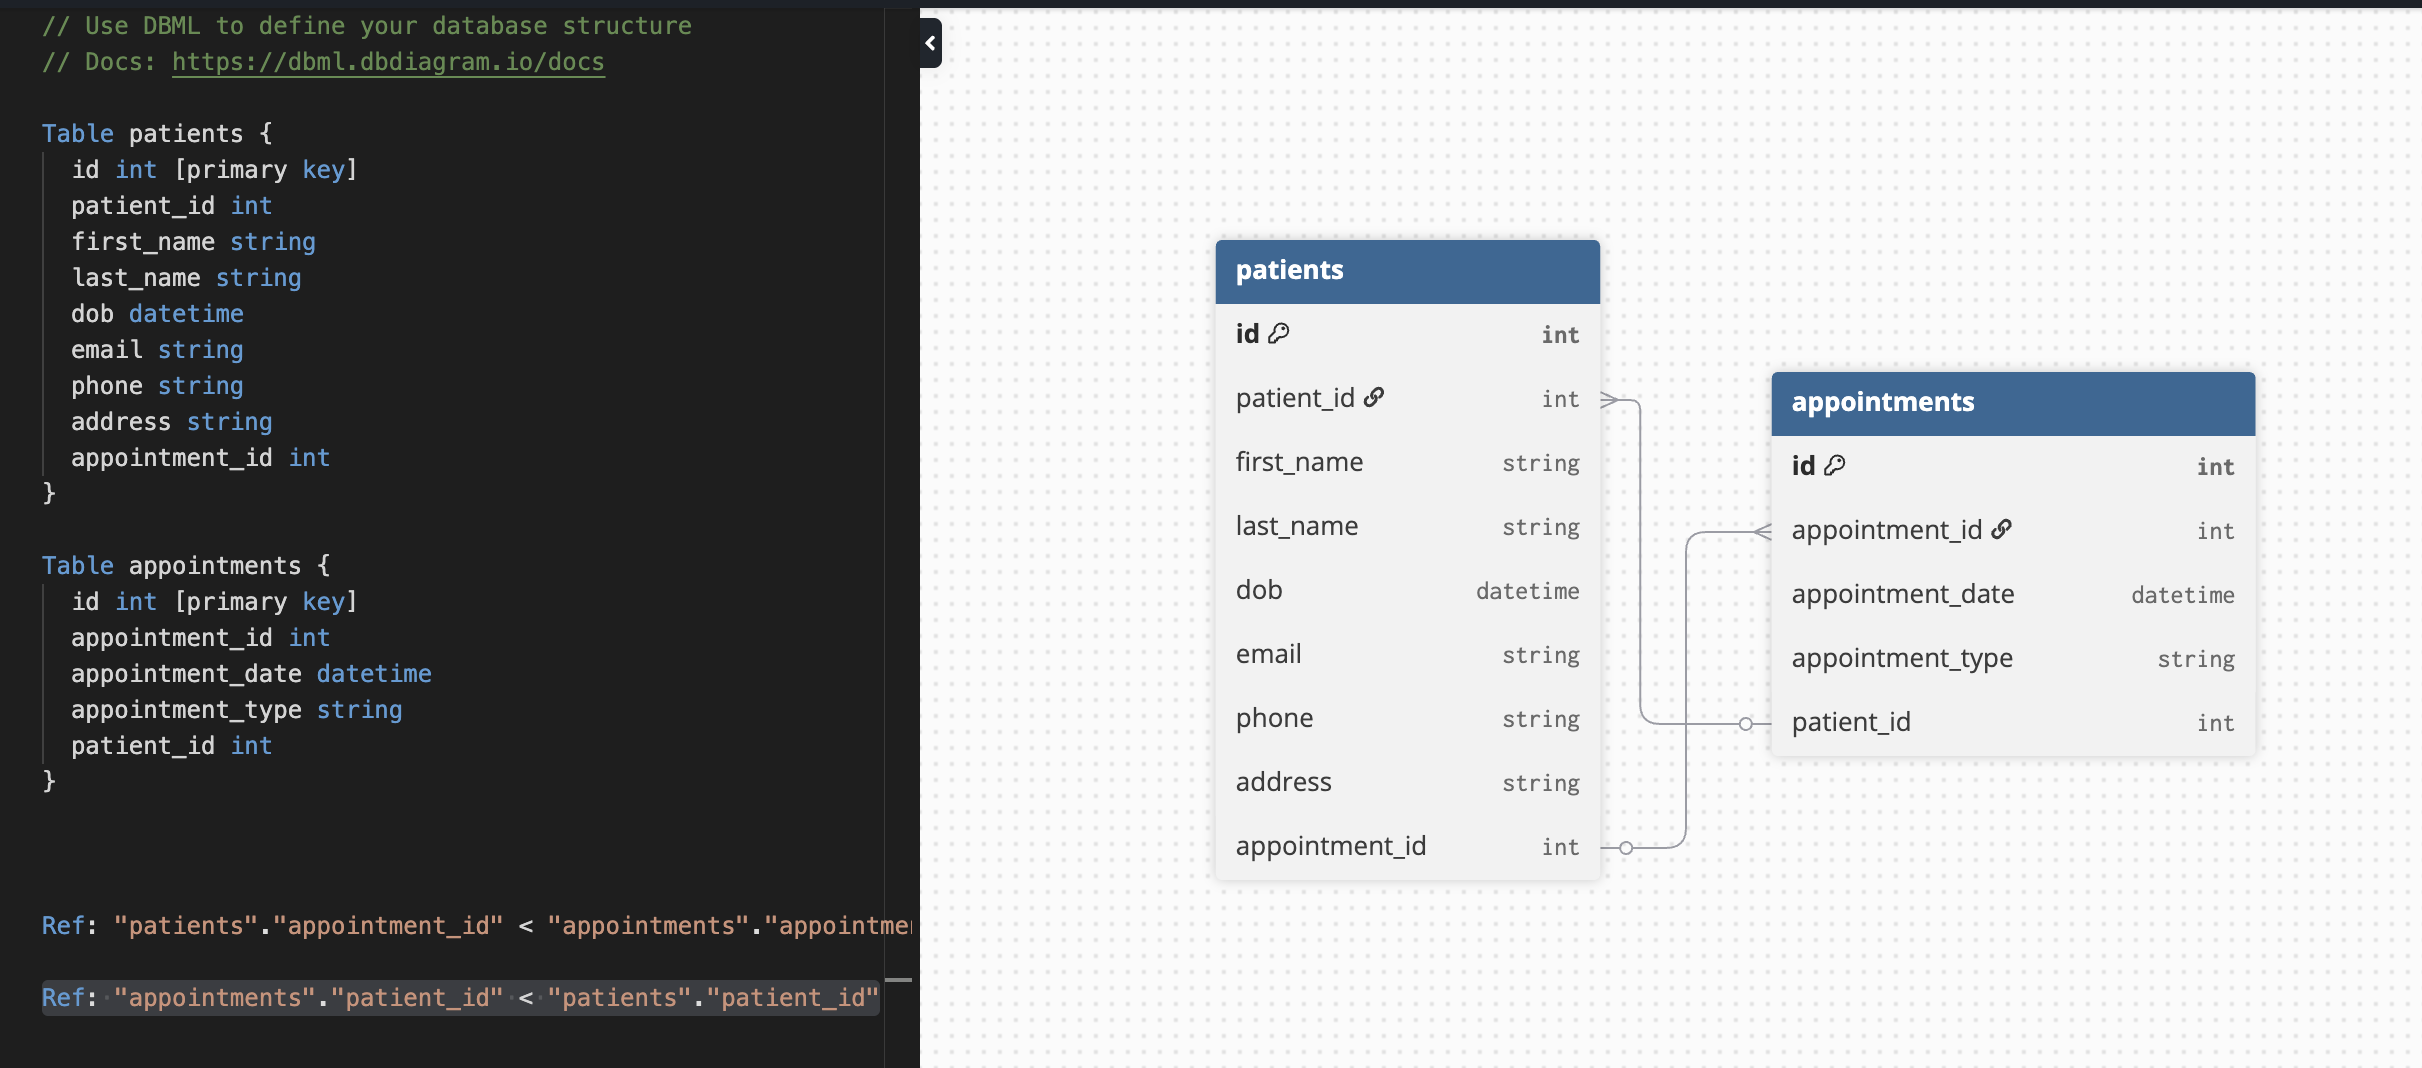 // Use DBML to define your database structure
// Docs: https://dbml.dbdiagram.io/docs
Table patients {
id int [primary key]
patient_id int
first_name string
last_name string
dob datetime
email string
phone string
address string
appointment_id int
}
Table appointments {
id int [primary key]
appointment_id int
appointment_date datetime
appointment_type string
patient_id int
}
Ref: "patients"."appointment_id" < "appointments"."appointme
Ref: "appointments"."patient_id" < "patients"."patient_id"
patients
id int
patient_id int
first_name string
last_name string
dob datetime
email string
phone string
address string
appointment_id int
appointments
id int
appointment_id int
appointment_date datetime
appointment_type string
patient_id int